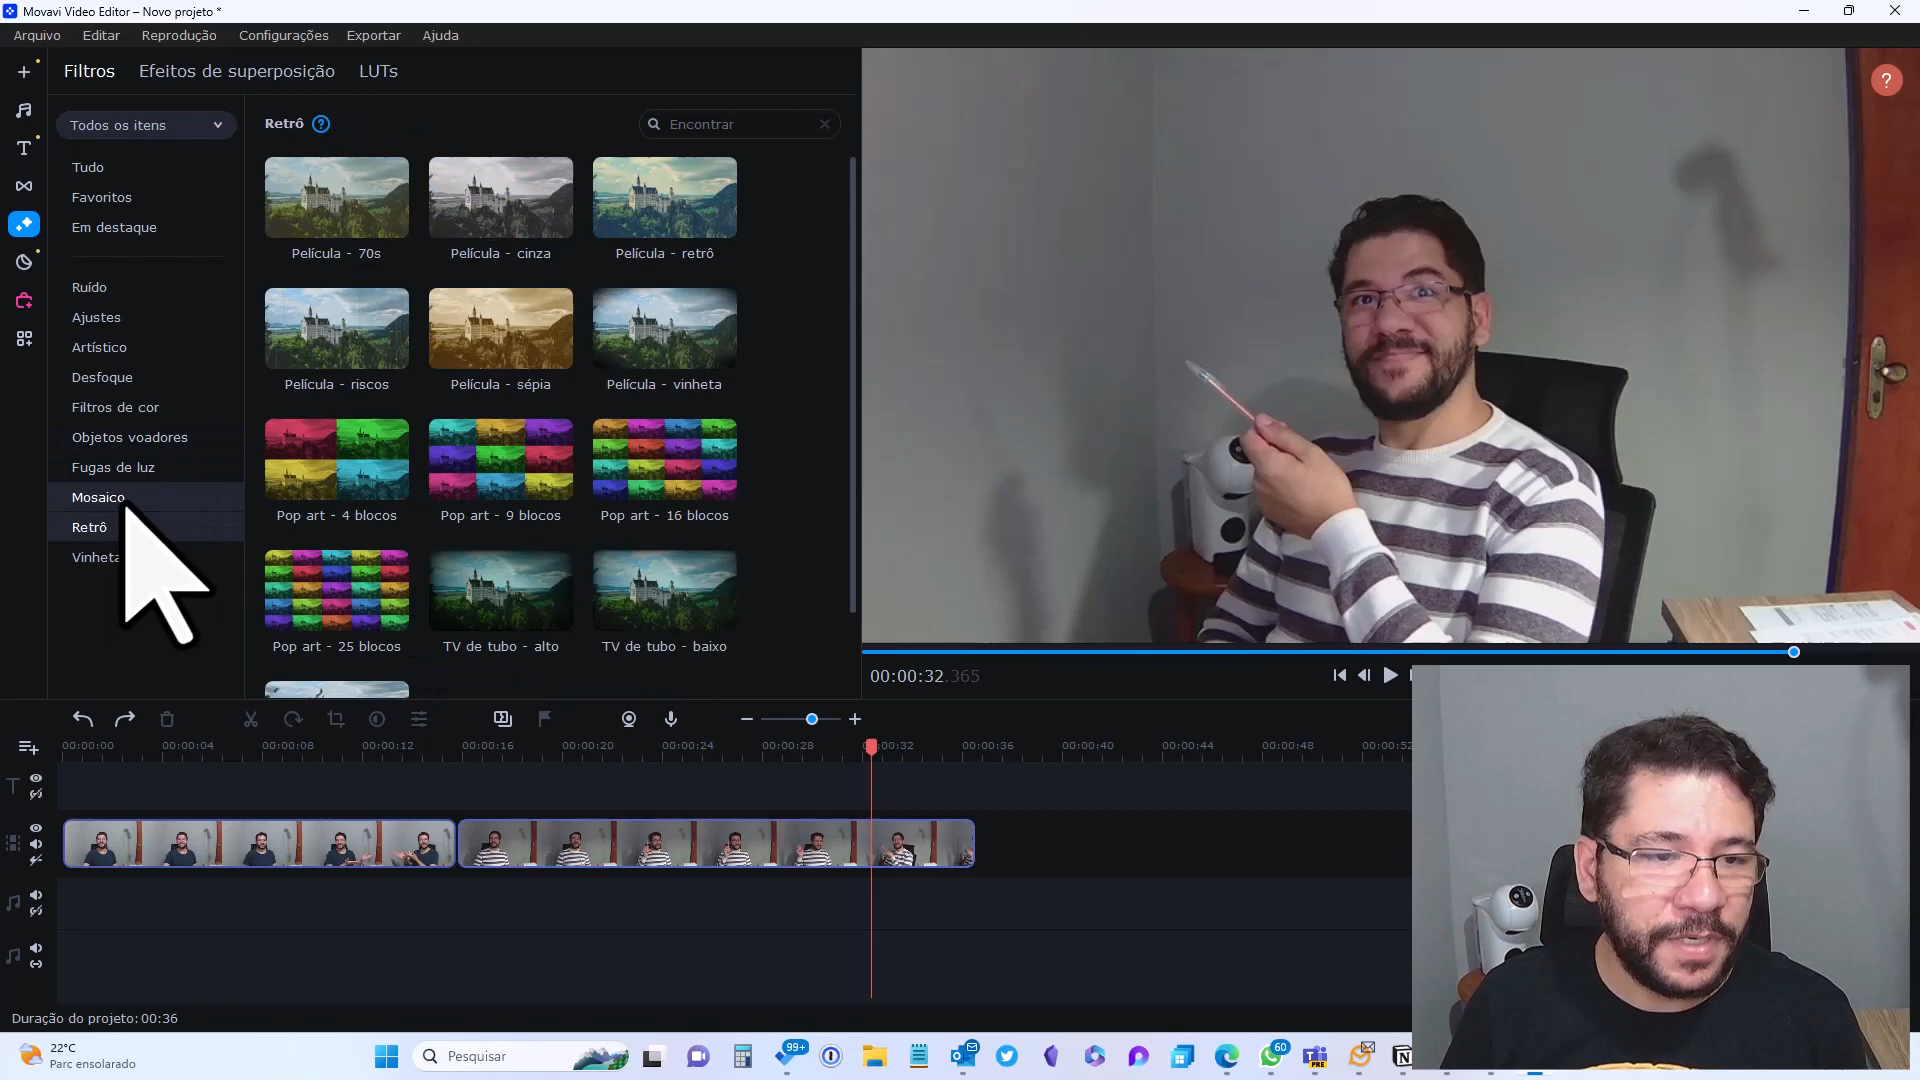 Movavi Video Editor – Novo projeto *
Arquivo Editar Reprodução Configurações Exportar Ajuda
Filtros Efeitos de superposição LUTs
Todos os itens
Retrô ?
Encontrar
?
Tudo
Favoritos
Em destaque
Ruído
Ajustes
Artístico
Desfoque
Filtros de cor
Objetos voadores
Fugas de luz
Mosaico
Retrô
Vinheta
Película - 70s
Película - cinza
Película - retrô
Película - riscos
Película - sépia
Película - vinheta
Pop art - 4 blocos
Pop art - 9 blocos
Pop art - 16 blocos
Pop art - 25 blocos
TV de tubo - alto
TV de tubo - baixo
00:00:32.365
00:00:00 00:00:04 00:00:08 00:00:12 00:00:16 00:00:20 00:00:24 00:00:28 00:00:32 00:00:36 00:00:40 00:00:44 00:00:48 00:00:52
Duração do projeto: 00:36
22°C
Parc ensolarado
Pesquisar
99+
60
PRE